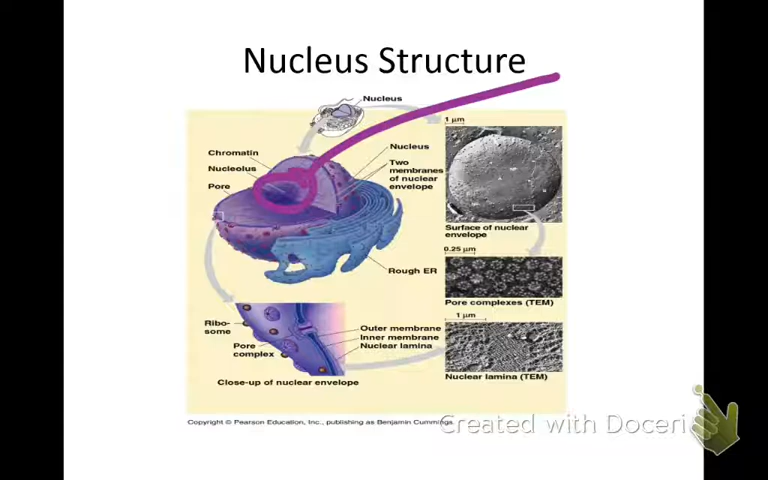 Nucleus Structure
Nucleus
1 µm
Chromatin
Nucleolus
Pore
Nucleus
Two
membranes
of nuclear
envelope
Surface of nuclear
envelope
0.25 µm
Rough ER
Pore complexes (TEM)
1 µm
Ribo-
some
Pore
complex
Outer membrane
Inner membrane
Nuclear lamina
Nuclear lamina (TEM)
Close-up of nuclear envelope
Copyright © Pearson Education, Inc., publishing as Benjamin Cummings.
Created with Doceri